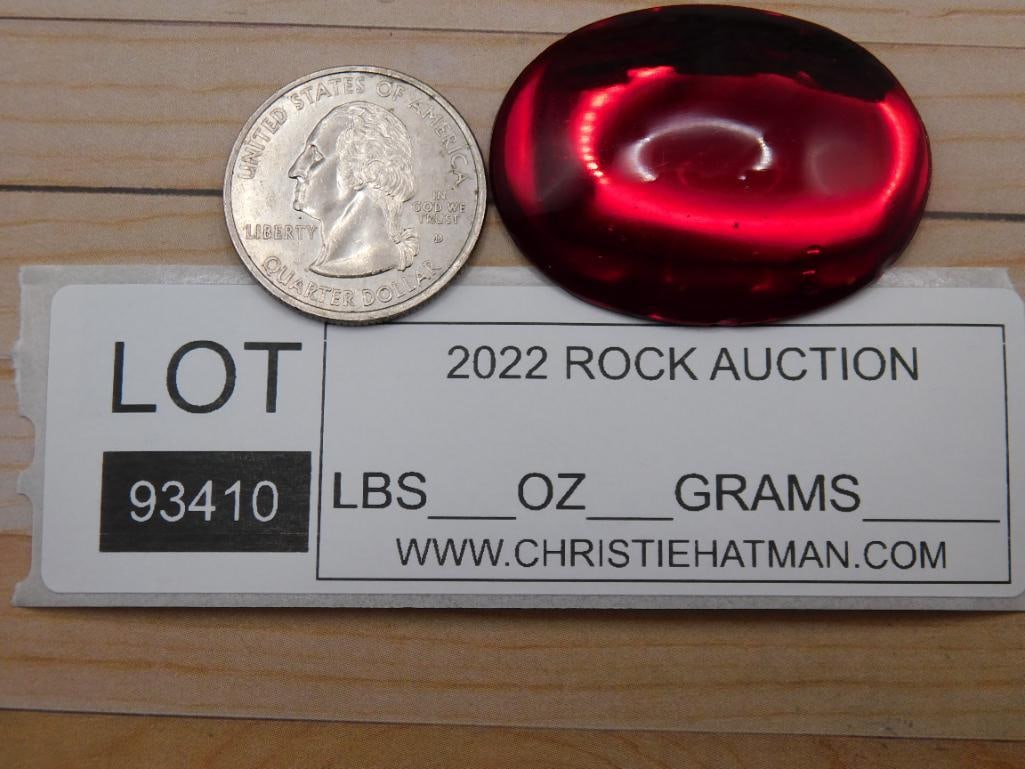 UNITED STATES OF AMERICA
LIBERTY
IN
GOD WE
TRUST
D
QUARTER DOLLAR
LOT
93410
2022 ROCK AUCTION
LBS___OZ___GRAMS_____
WWW.CHRISTIEHATMAN.COM